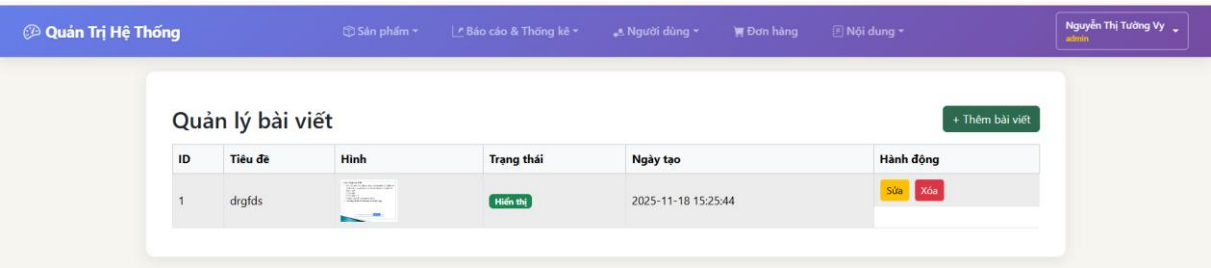 Quản Trị Hệ Thống
Sản phẩm
Báo cáo & Thống kê
Người dùng
Đơn hàng
Nội dung
Nguyễn Thị Tường Vy
admin
Quản lý bài viết
+ Thêm bài viết
ID Tiêu đề Hình Trạng thái Ngày tạo Hành động
1 drgfds Hiển thị 2025-11-18 15:25:44 Sửa Xóa